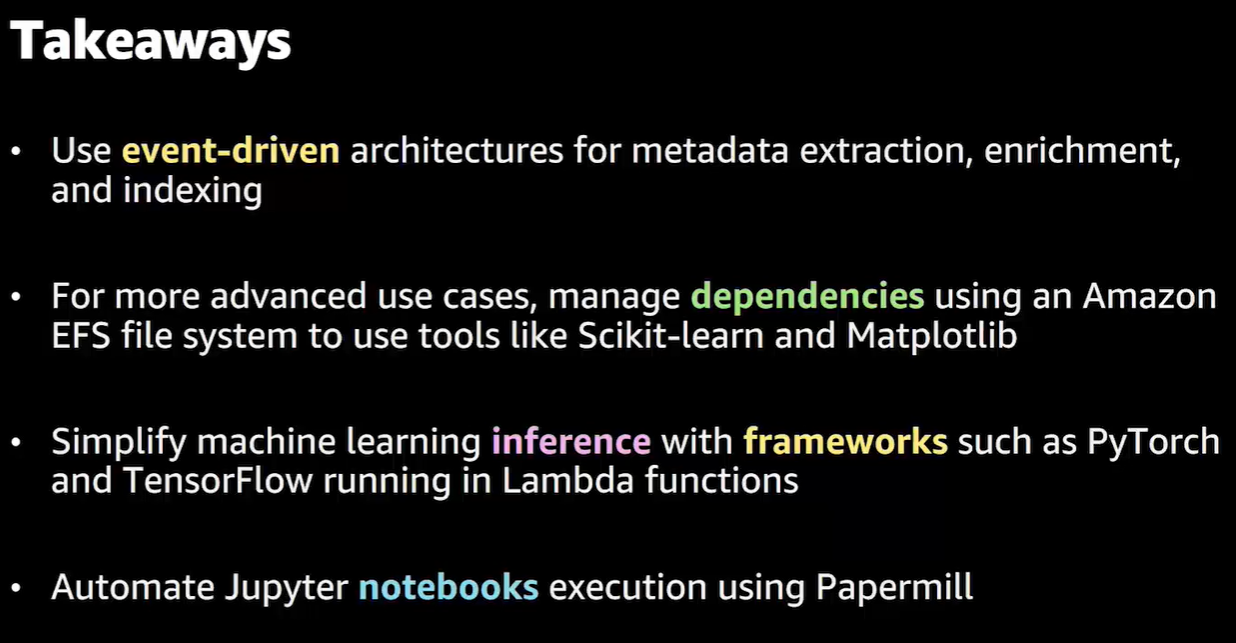 Takeaways
• Use event-driven architectures for metadata extraction, enrichment,
and indexing
• For more advanced use cases, manage dependencies using an Amazon
EFS file system to use tools like Scikit-learn and Matplotlib
• Simplify machine learning inference with frameworks such as PyTorch
and TensorFlow running in Lambda functions
• Automate Jupyter notebooks execution using Papermill